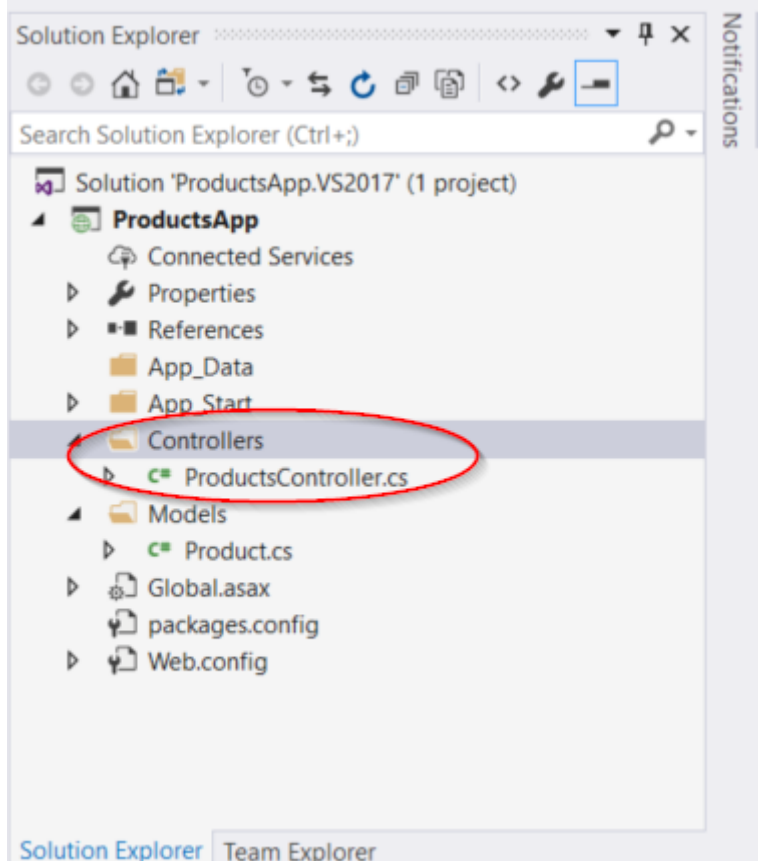 Solution Explorer
Notifications
Search Solution Explorer (Ctrl+;)
Solution 'ProductsApp.VS2017' (1 project)
ProductsApp
Connected Services
Properties
References
App_Data
App_Start
Controllers
C# ProductsController.cs
Models
C# Product.cs
Global.asax
packages.config
Web.config
Solution Explorer Team Explorer